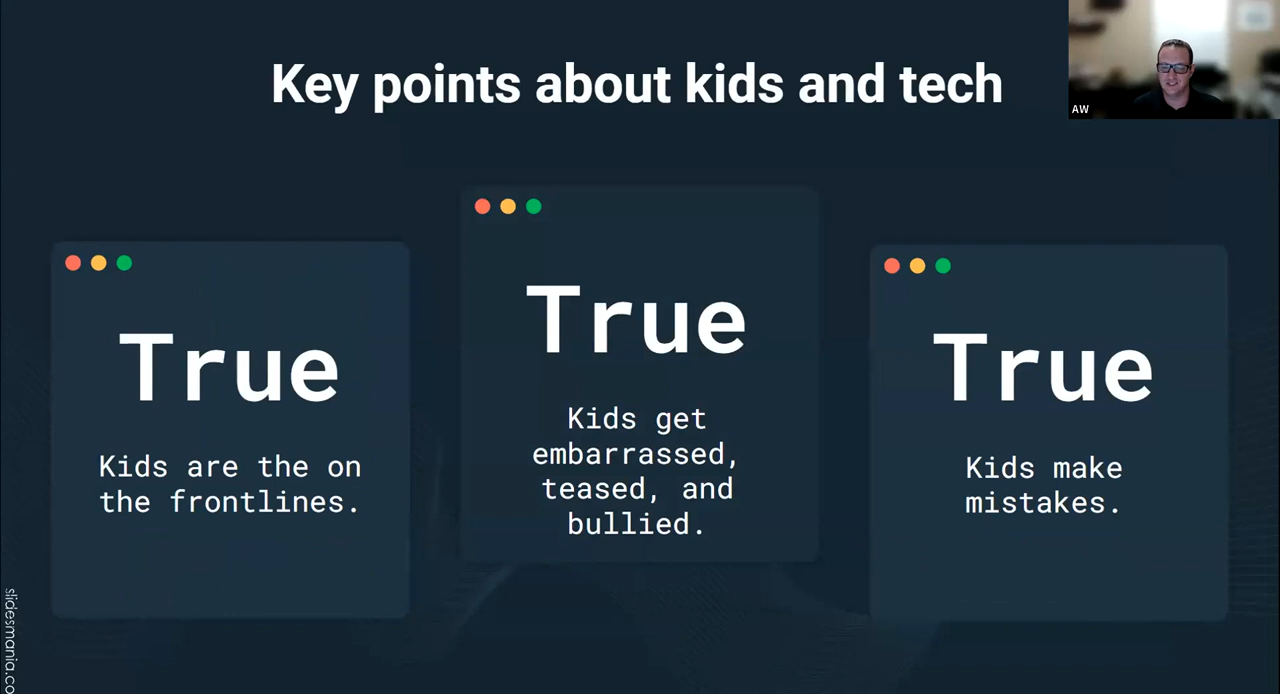 Key points about kids and tech
AW
True
Kids are the on
the frontlines.
True
Kids get
embarrassed,
teased, and
bullied.
True
Kids make
mistakes.
slidesmania.co